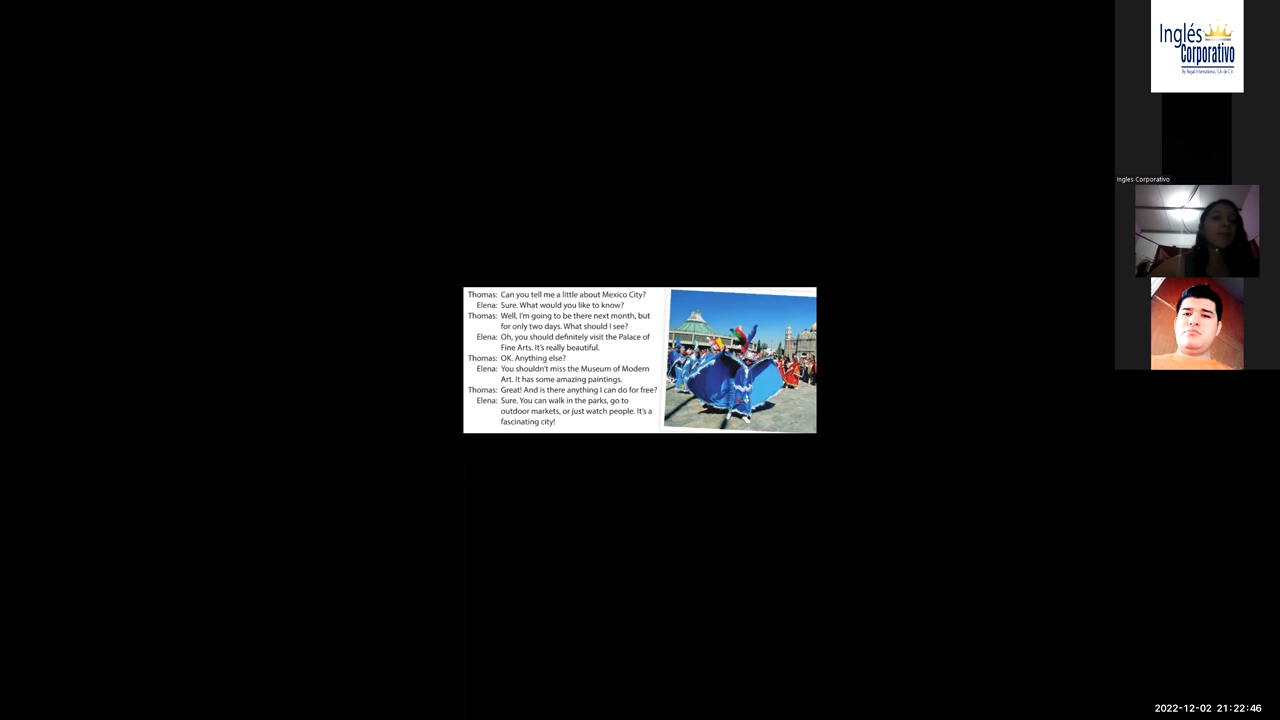 Inglés
Corporativo
By Regal International, S.A. de C.V.
Ingles Corporativo
Thomas: Can you tell me a little about Mexico City?
Elena: Sure. What would you like to know?
Thomas: Well, I'm going to be there next month, but
for only two days. What should I see?
Elena: Oh, you should definitely visit the Palace of
Fine Arts. It's really beautiful.
Thomas: OK. Anything else?
Elena: You shouldn't miss the Museum of Modern
Art. It has some amazing paintings.
Thomas: Great! And is there anything I can do for free?
Elena: Sure. You can walk in the parks, go to
outdoor markets, or just watch people. It's a
fascinating city!
2022-12-02 21:22:46